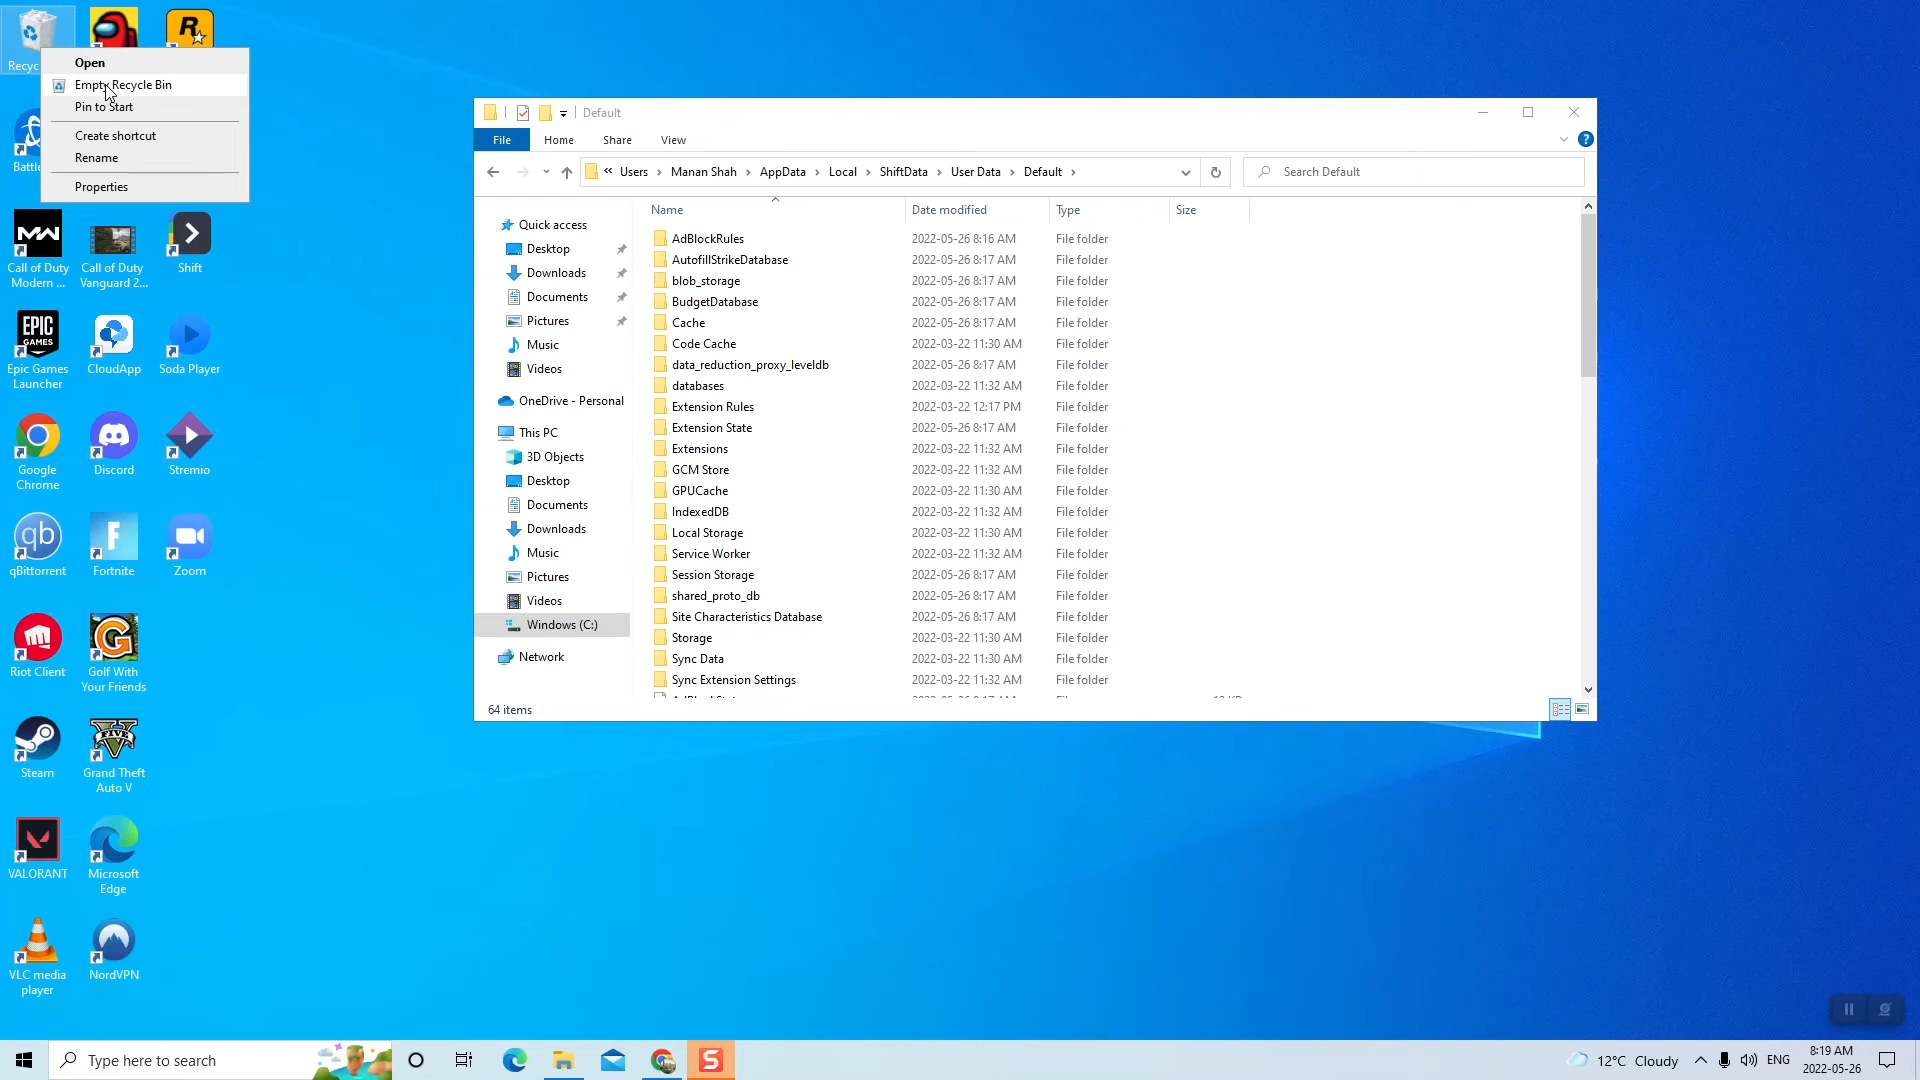 Recyc
Open
Empty Recycle Bin
Pin to Start
Create shortcut
Rename
Properties
Battle
Call of Duty
Modern ...
Call of Duty
Vanguard 2...
Shift
EPIC
GAMES
Epic Games
Launcher
CloudApp
Soda Player
Google
Chrome
Discord
Stremio
qb
qBittorrent
F
Fortnite
Zoom
Riot Client
Golf With
Your Friends
Steam
FIVE
Grand Theft
Auto V
VALORANT
Microsoft
Edge
VLC media
player
NordVPN
Default
File
Home
Share
View
« Users › Manan Shah › AppData › Local › ShiftData › User Data › Default ›
Search Default
Quick access
Desktop
Downloads
Documents
Pictures
Music
Videos
OneDrive - Personal
This PC
3D Objects
Desktop
Documents
Downloads
Music
Pictures
Videos
Windows (C:)
Network
Name Date modified Type Size
AdBlockRules 2022-05-26 8:16 AM File folder
AutofillStrikeDatabase 2022-05-26 8:17 AM File folder
blob_storage 2022-05-26 8:17 AM File folder
BudgetDatabase 2022-05-26 8:17 AM File folder
Cache 2022-05-26 8:17 AM File folder
Code Cache 2022-03-22 11:30 AM File folder
data_reduction_proxy_leveldb 2022-05-26 8:17 AM File folder
databases 2022-03-22 11:32 AM File folder
Extension Rules 2022-03-22 12:17 PM File folder
Extension State 2022-05-26 8:17 AM File folder
Extensions 2022-03-22 11:32 AM File folder
GCM Store 2022-03-22 11:32 AM File folder
GPUCache 2022-03-22 11:30 AM File folder
IndexedDB 2022-03-22 11:32 AM File folder
Local Storage 2022-03-22 11:30 AM File folder
Service Worker 2022-03-22 11:32 AM File folder
Session Storage 2022-05-26 8:17 AM File folder
shared_proto_db 2022-05-26 8:17 AM File folder
Site Characteristics Database 2022-05-26 8:17 AM File folder
Storage 2022-03-22 11:30 AM File folder
Sync Data 2022-03-22 11:30 AM File folder
Sync Extension Settings 2022-03-22 11:32 AM File folder
64 items
Type here to search
12°C Cloudy
ENG
8:19 AM
2022-05-26